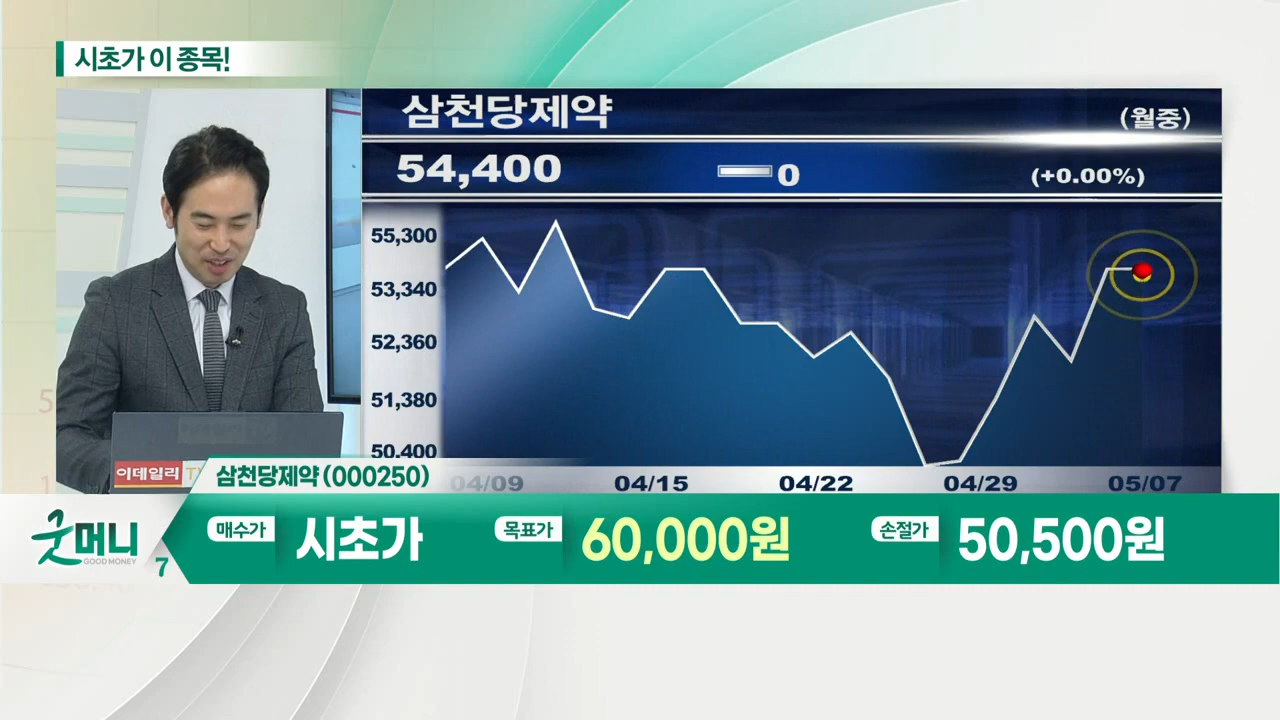 시초가 이 종목!
삼천당제약
(월중)
54,400
0
(+0.00%)
55,300
53,340
52,360
51,380
50,400
04/09 04/15 04/22 04/29 05/07
이데일리 TV
삼천당제약 (000250)
굿머니
GOOD MONEY
7
매수가 시초가
목표가 60,000원
손절가 50,500원